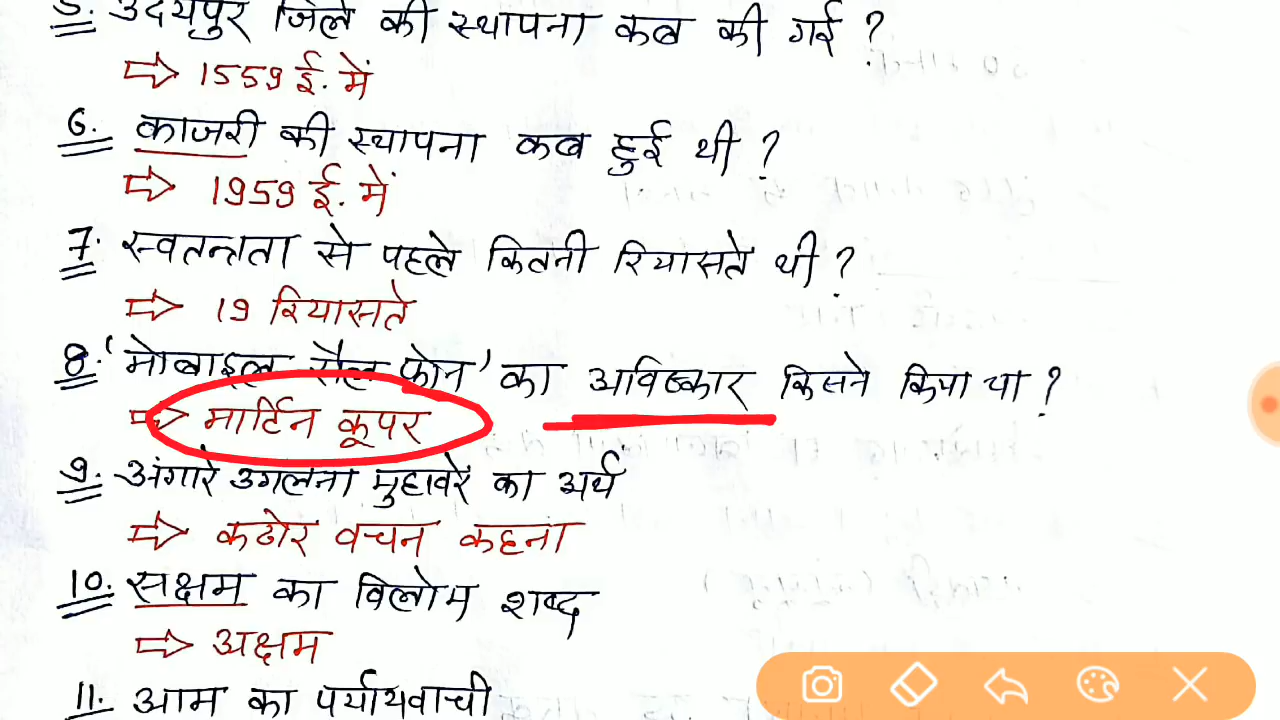 5. उदयपुर जिले की स्थापना कब की गई ?
⇨ 1559 ई. में
6. काजरी की स्थापना कब हुई थी ?
⇨ 1959 ई. में
7. स्वतन्त्रता से पहले कितनी रियासते थी ?
⇨ 19 रियासते
8. 'मोबाइल सैल फोन' का अविष्कार किसने किया था ?
⇨ मार्टिन कूपर
9. अंगारे उगलना मुहावरे का अर्थ
⇨ कठोर वचन कहना
10. सक्षम का विलोम शब्द
⇨ अक्षम
11. आम का पर्यायवाची